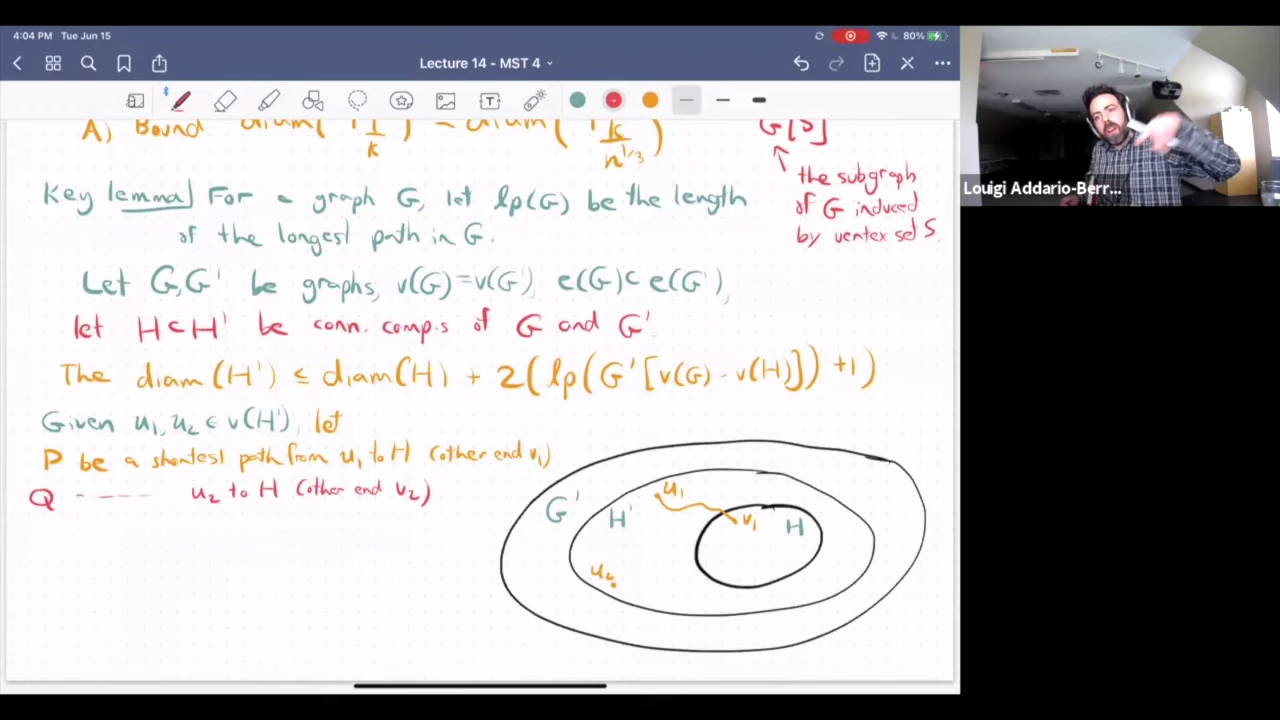 4:04 PM Tue Jun 15
80%
Lecture 14 - MST 4
A) Bound diam(
n^{1/3}
G[S]
the subgraph
of G induced
by vertex set S
Key lemma] For a graph G, let lp(G) be the length
of the longest path in G.
Let G, G' be graphs, v(G)=v(G'), e(G)⊂e(G'),
let H⊂H' be conn. comp.s of G and G'
The diam(H') ≤ diam(H) + 2(lp(G'[v(G)-v(H)])+1)
Given u₁, u₂ ∈ v(H'), let
P be a shortest path from u₁ to H (other end v₁)
Q ---- u₂ to H (other end v₂)
G' H' u₁ v₁ H
u₂
Louigi Addario-Berr...